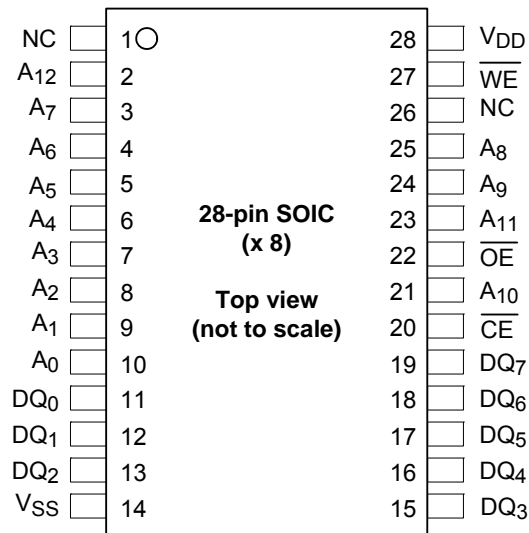 NC 1 28 VDD
A12 2 27 WE
A7 3 26 NC
A6 4 25 A8
A5 5 24 A9
A4 6 23 A11
A3 7 22 OE
A2 8 21 A10
A1 9 20 CE
A0 10 19 DQ7
DQ0 11 18 DQ6
DQ1 12 17 DQ5
DQ2 13 16 DQ4
VSS 14 15 DQ3
28-pin SOIC
(x 8)
Top view
(not to scale)